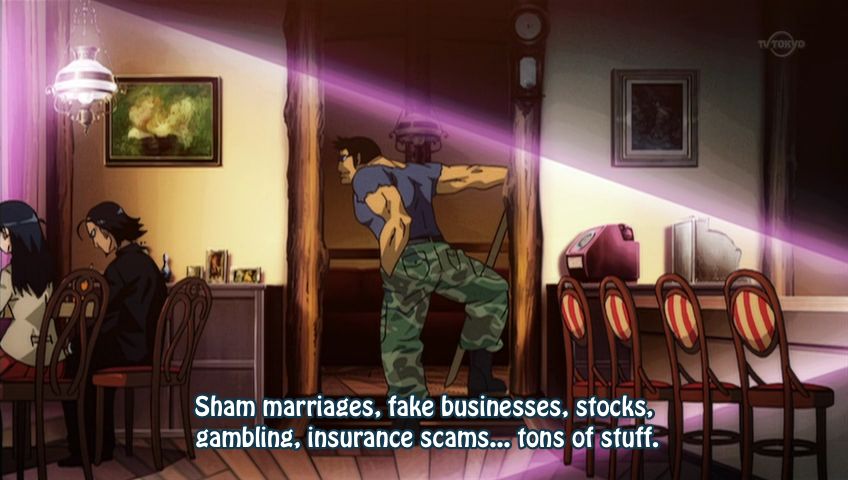 TV TOKYO
Sham marriages, fake businesses, stocks,
gambling, insurance scams... tons of stuff.